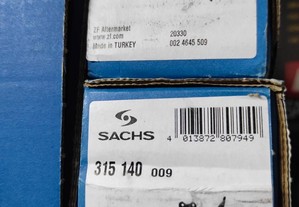 ZF Aftermarket
www.zf.com
Made in TURKEY
20330
002 4645 509
SACHS
4 013872 807949
315 140 009